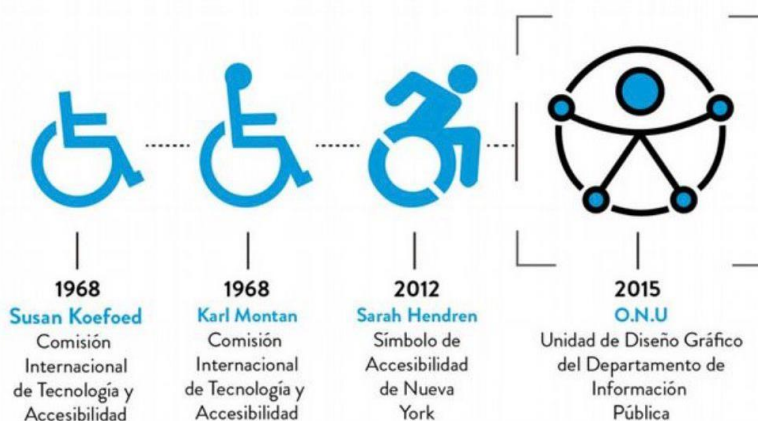 1968
Susan Koefoed
Comisión
Internacional
de Tecnología y
Accesibilidad
1968
Karl Montan
Comisión
Internacional
de Tecnología y
Accesibilidad
2012
Sarah Hendren
Símbolo de
Accesibilidad
de Nueva
York
2015
O.N.U
Unidad de Diseño Gráfico
del Departamento de
Información
Pública